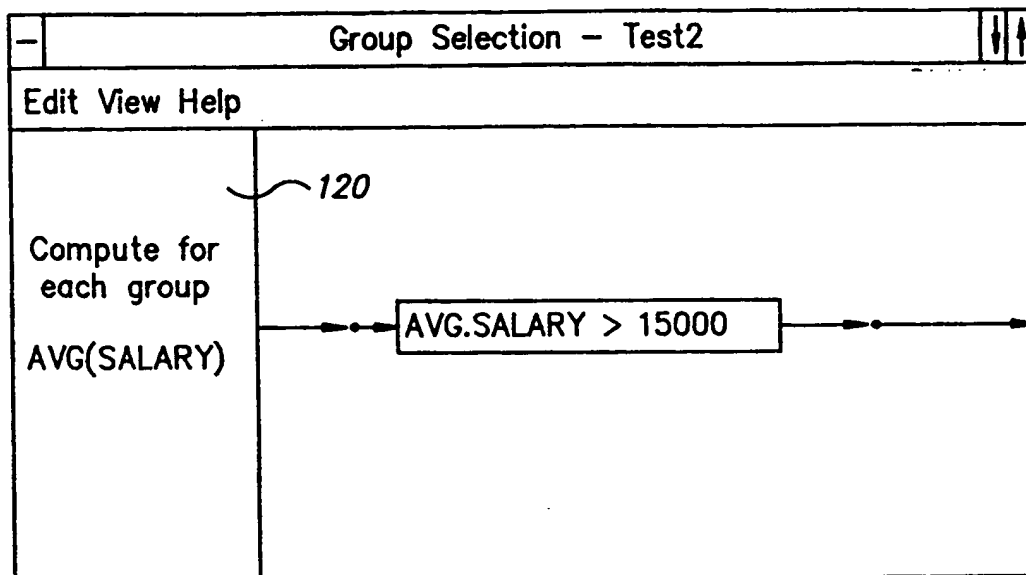 Group Selection – Test2
Edit View Help
120
Compute for
each group
AVG(SALARY)
AVG.SALARY > 15000